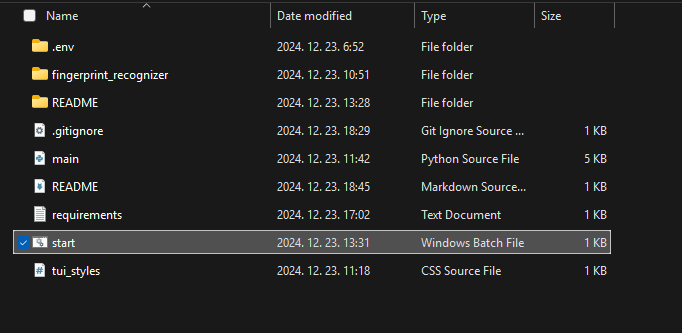 Name Date modified Type Size
.env 2024. 12. 23. 6:52 File folder
fingerprint_recognizer 2024. 12. 23. 10:51 File folder
README 2024. 12. 23. 13:28 File folder
.gitignore 2024. 12. 23. 18:29 Git Ignore Source ... 1 KB
main 2024. 12. 23. 11:42 Python Source File 5 KB
README 2024. 12. 23. 18:45 Markdown Source... 1 KB
requirements 2024. 12. 23. 17:02 Text Document 1 KB
start 2024. 12. 23. 13:31 Windows Batch File 1 KB
tui_styles 2024. 12. 23. 11:18 CSS Source File 1 KB